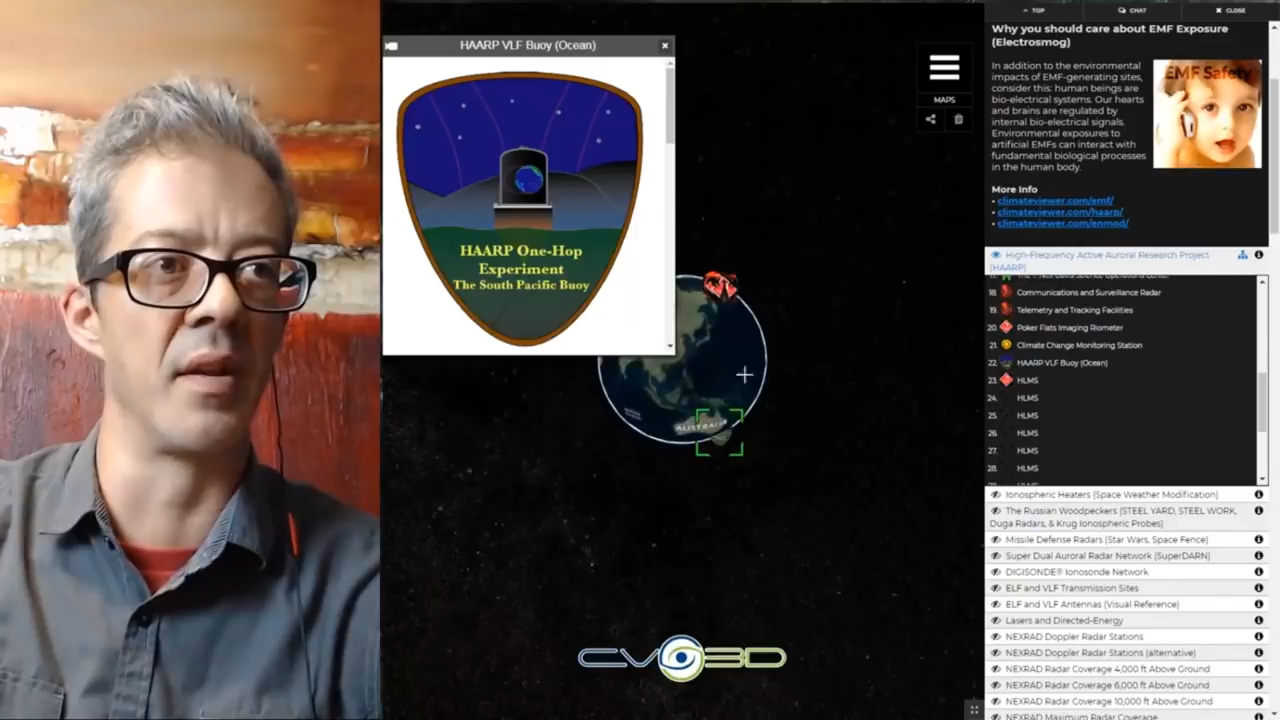 HAARP VLF Buoy (Ocean)
HAARP One-Hop
Experiment
The South Pacific Buoy
AUSTRALIA
MAPS
CV3D
TOP
CHAT
CLOSE
Why you should care about EMF Exposure
(Electrosmog)
In addition to the environmental
impacts of EMF-generating sites,
consider this: human beings are
bio-electrical systems. Our hearts
and brains are regulated by
internal bio-electrical signals.
Environmental exposures to
artificial EMFs can interact with
fundamental biological processes
in the human body.
EMF Safety
More Info
• climateviewer.com/emf/
• climateviewer.com/haarp/
• climateviewer.com/enmod/
High-Frequency Active Auroral Research Project
(HAARP)
18. Communications and Surveillance Radar
19. Telemetry and Tracking Facilities
20. Poker Flats Imaging Riometer
21. Climate Change Monitoring Station
22. HAARP VLF Buoy (Ocean)
23. HLMS
24. HLMS
25. HLMS
26. HLMS
27. HLMS
28. HLMS
Ionospheric Heaters (Space Weather Modification)
The Russian Woodpeckers (STEEL YARD, STEEL WORK,
Duga Radars, & Krug Ionospheric Probes)
Missile Defense Radars (Star Wars, Space Fence)
Super Dual Auroral Radar Network (SuperDARN)
DIGISONDE® Ionosonde Network
ELF and VLF Transmission Sites
ELF and VLF Antennas (Visual Reference)
Lasers and Directed-Energy
NEXRAD Doppler Radar Stations
NEXRAD Doppler Radar Stations (alternative)
NEXRAD Radar Coverage 4,000 ft Above Ground
NEXRAD Radar Coverage 6,000 ft Above Ground
NEXRAD Radar Coverage 10,000 ft Above Ground
NEXRAD Maximum Radar Coverage